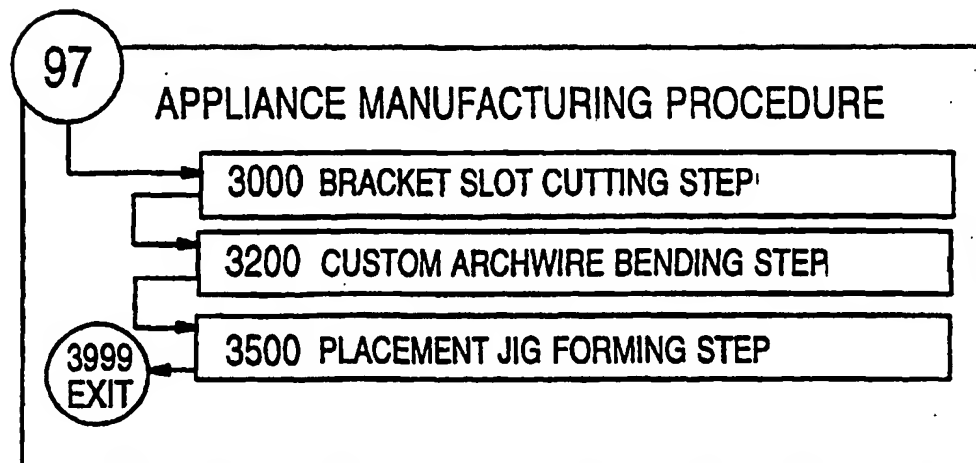 97
APPLIANCE MANUFACTURING PROCEDURE
3000 BRACKET SLOT CUTTING STEP
3200 CUSTOM ARCHWIRE BENDING STEP
3500 PLACEMENT JIG FORMING STEP
3999
EXIT